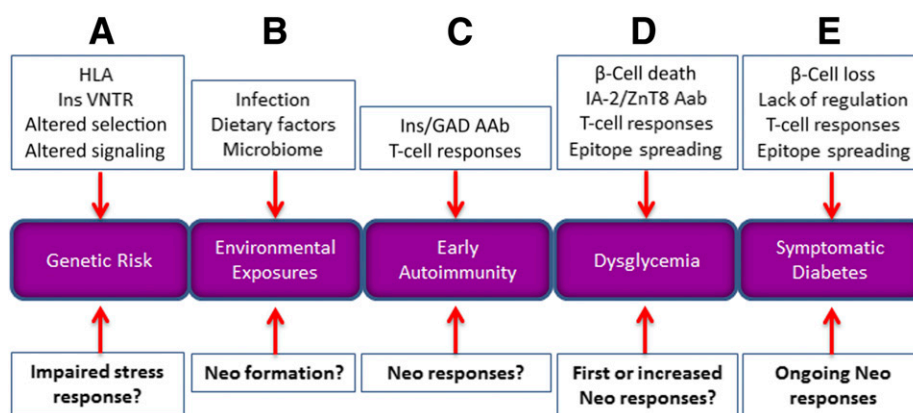 A
B
C
D
E
HLA
Ins VNTR
Altered selection
Altered signaling
Infection
Dietary factors
Microbiome
Ins/GAD AAb
T-cell responses
β-Cell death
IA-2/ZnT8 Aab
T-cell responses
Epitope spreading
β-Cell loss
Lack of regulation
T-cell responses
Epitope spreading
Genetic Risk
Environmental
Exposures
Early
Autoimmunity
Dysglycemia
Symptomatic
Diabetes
Impaired stress
response?
Neo formation?
Neo responses?
First or increased
Neo responses?
Ongoing Neo
responses